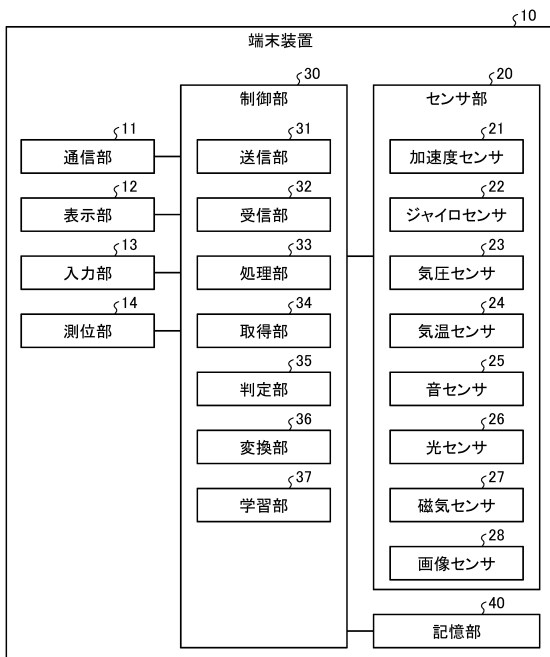 10
端末装置
30
制御部
20
センサ部
11
通信部
12
表示部
13
入力部
14
測位部
31
送信部
32
受信部
33
処理部
34
取得部
35
判定部
36
変換部
37
学習部
21
加速度センサ
22
ジャイロセンサ
23
気圧センサ
24
気温センサ
25
音センサ
26
光センサ
27
磁気センサ
28
画像センサ
40
記憶部